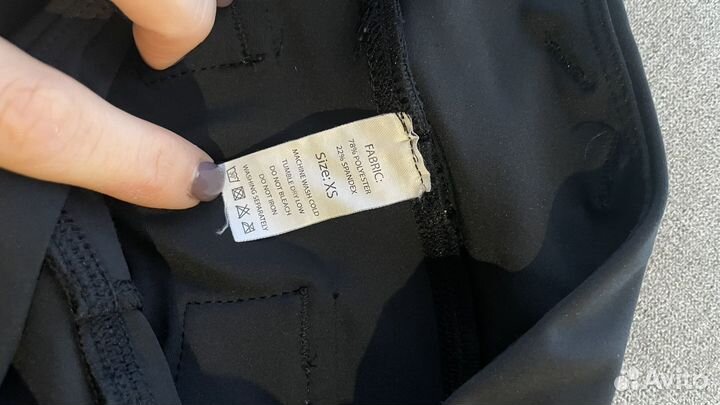 FABRIC:
78% POLYESTER
22% SPANDEX
Size: XS
MACHINE WASH COLD
TUMBLE DRY LOW
DO NOT BLEACH
DO NOT IRON
WASHING SEPARATELY
Avito